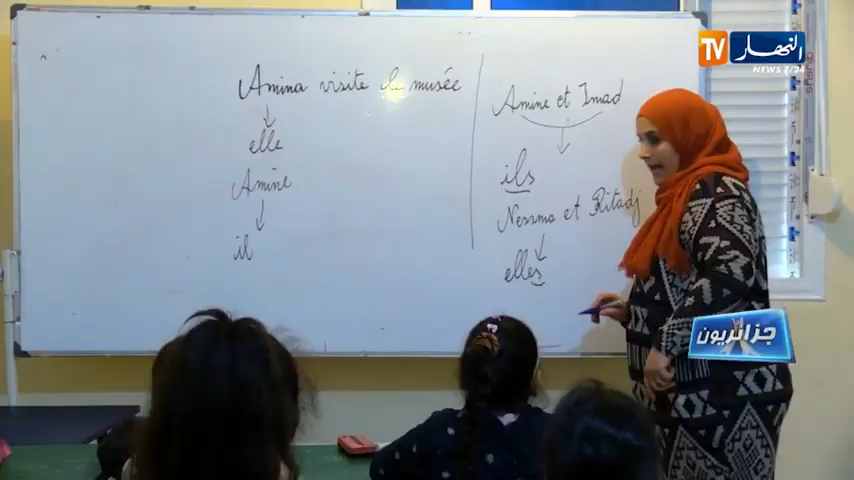 Amina visite le musée
elle
Amine
il
Amine et Imad
ils
Nessma et Ritadj
elles
TV النهار
NEWS 7/24
جزائريون